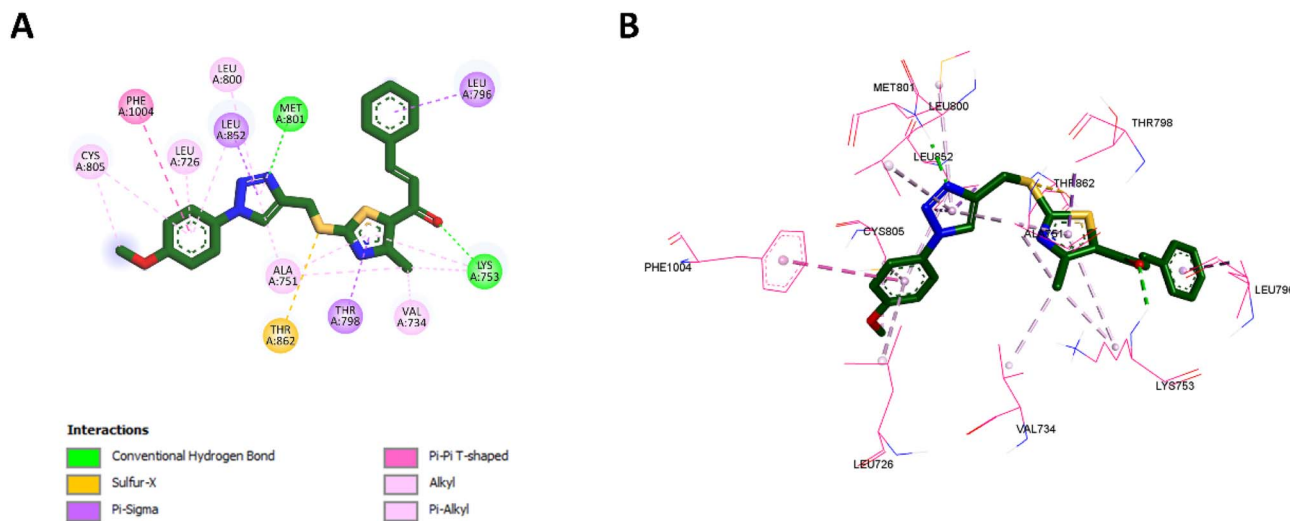 A
B
LEU
A:800
PHE
A:1004
MET
A:801
LEU
A:796
LEU
A:852
CYS
A:805
LEU
A:726
ALA
A:751
LYS
A:753
THR
A:798
VAL
A:734
THR
A:862
Interactions
Conventional Hydrogen Bond
Sulfur-X
Pi-Sigma
Pi-Pi T-shaped
Alkyl
Pi-Alkyl
MET801
LEU800
THR798
LEU852
THR862
CYS805
ALA751
PHE1004
LEU796
LYS753
VAL734
LEU726